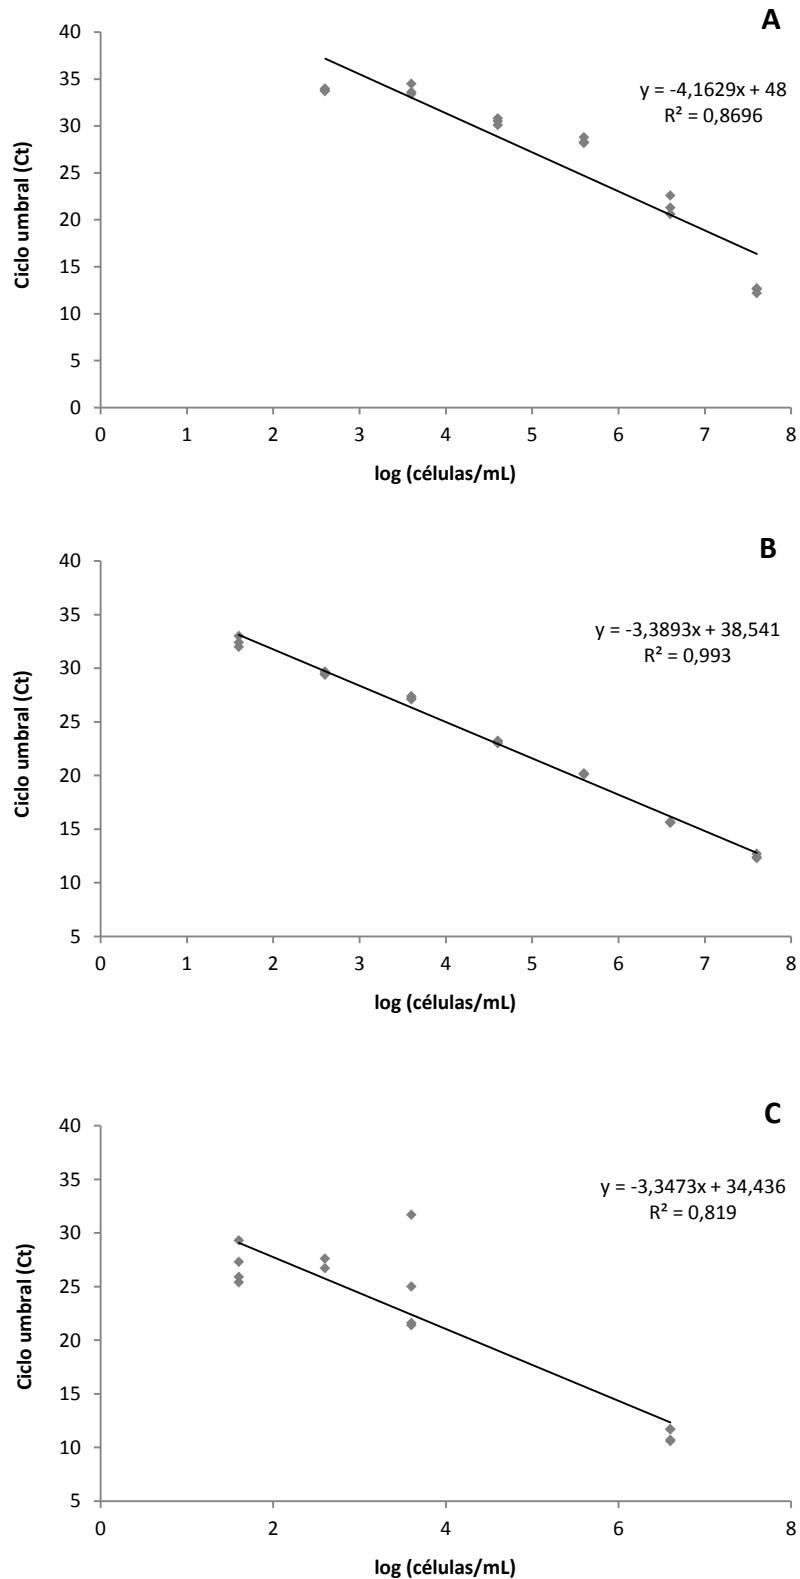 A
40
35
30
25
20
15
10
5
0
Ciclo umbral (Ct)
y = -4,1629x + 48
R² = 0,8696
0 1 2 3 4 5 6 7 8
log (células/mL)
B
40
35
30
25
20
15
10
5
Ciclo umbral (Ct)
y = -3,3893x + 38,541
R² = 0,993
0 1 2 3 4 5 6 7 8
log (células/mL)
C
40
35
30
25
20
15
10
5
Ciclo umbral (Ct)
y = -3,3473x + 34,436
R² = 0,819
0 2 4 6 8
log (células/mL)